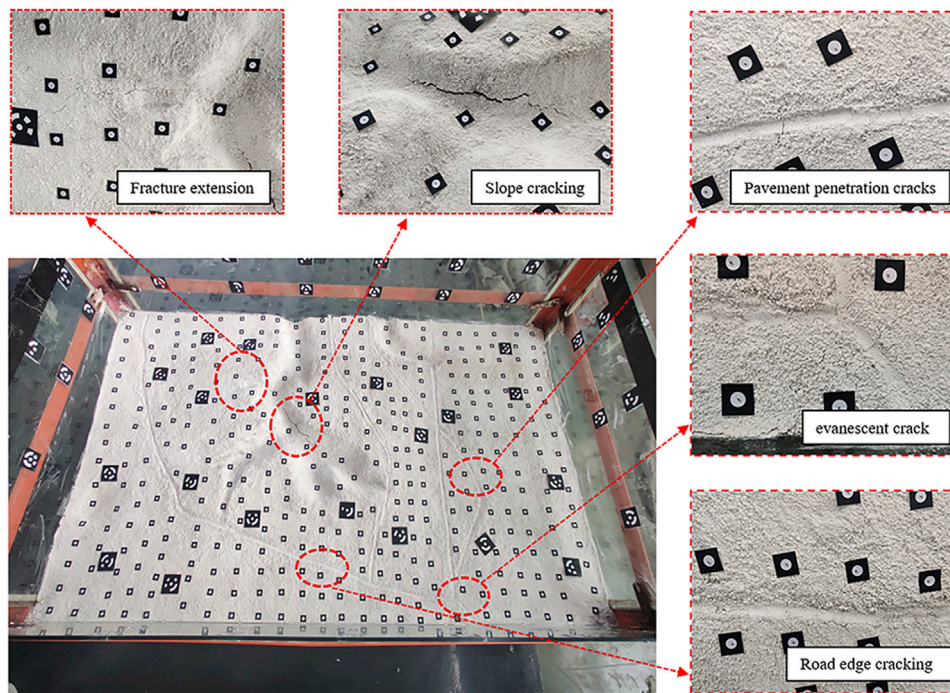 Fracture extension
Slope cracking
Pavement penetration cracks
evanescent crack
Road edge cracking